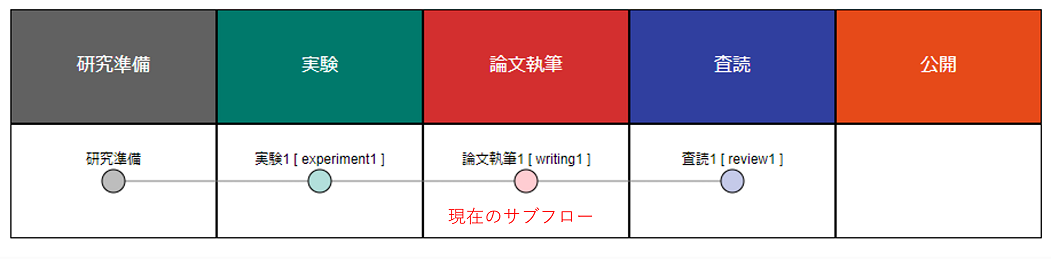 研究準備
実験
論文執筆
査読
公開
研究準備
実験1 [ experiment1 ]
論文執筆1 [ writing1 ]
査読1 [ review1 ]
現在のサブフロー